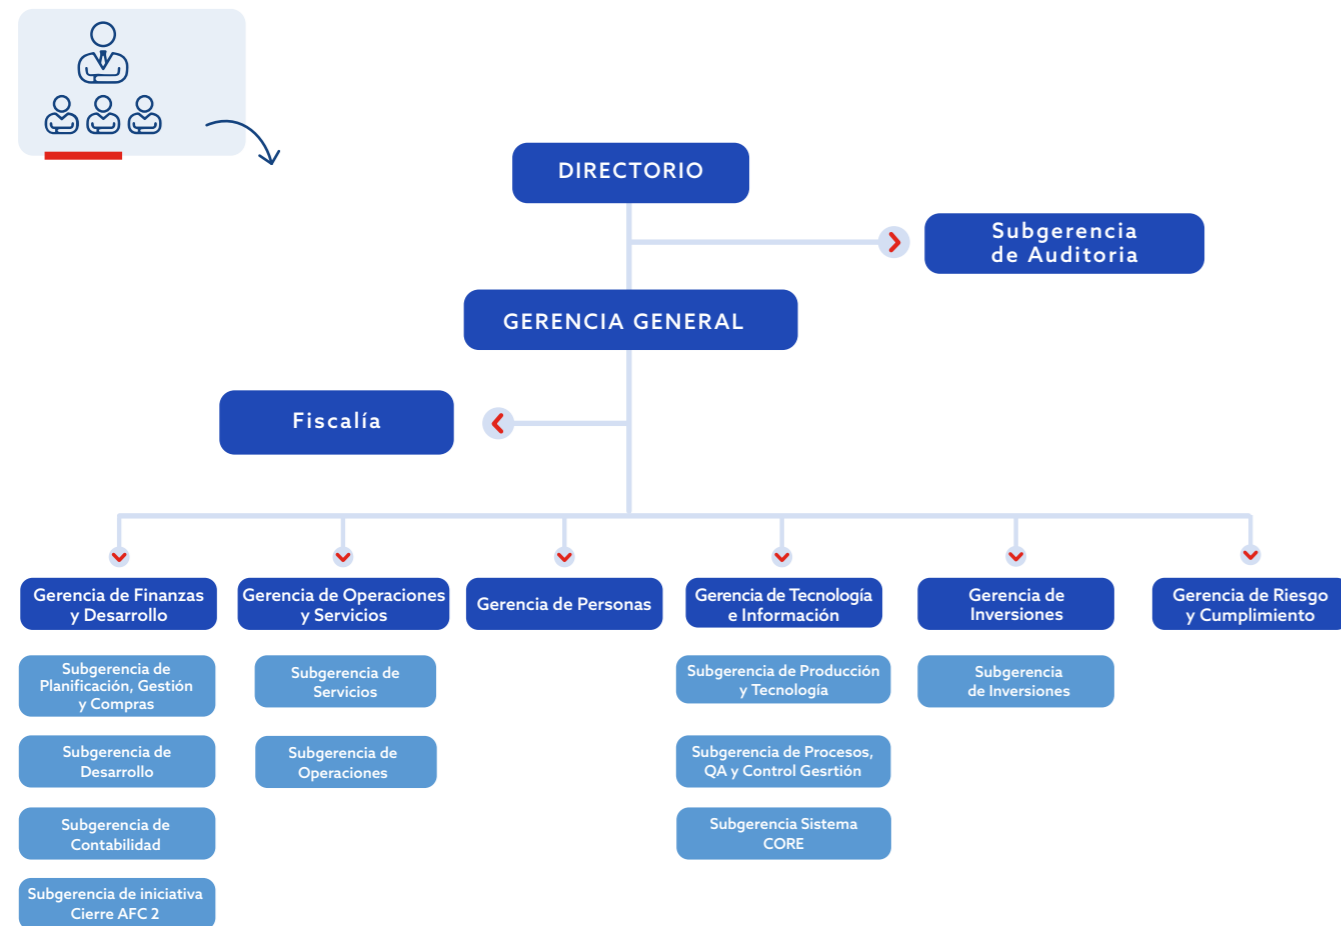 DIRECTORIO
Subgerencia
de Auditoria
GERENCIA GENERAL
Fiscalía
Gerencia de Finanzas
y Desarrollo
Gerencia de Operaciones
y Servicios
Gerencia de Personas
Gerencia de Tecnología
e Información
Gerencia de
Inversiones
Gerencia de Riesgo
y Cumplimiento
Subgerencia de
Planificación, Gestión
y Compras
Subgerencia de
Servicios
Subgerencia de Producción
y Tecnología
Subgerencia
de Inversiones
Subgerencia de
Desarrollo
Subgerencia de
Operaciones
Subgerencia de Procesos,
QA y Control Gesrtión
Subgerencia de
Contabilidad
Subgerencia Sistema
CORE
Subgerencia de iniciativa
Cierre AFC 2